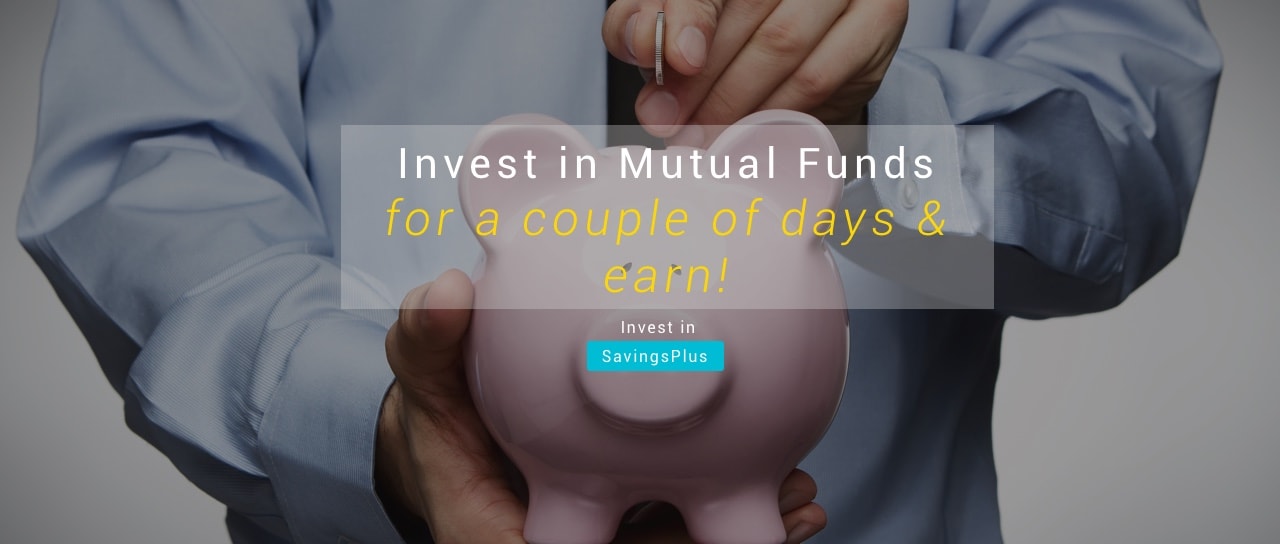 Invest in Mutual Funds
for a couple of days &
earn!
Invest in
SavingsPlus